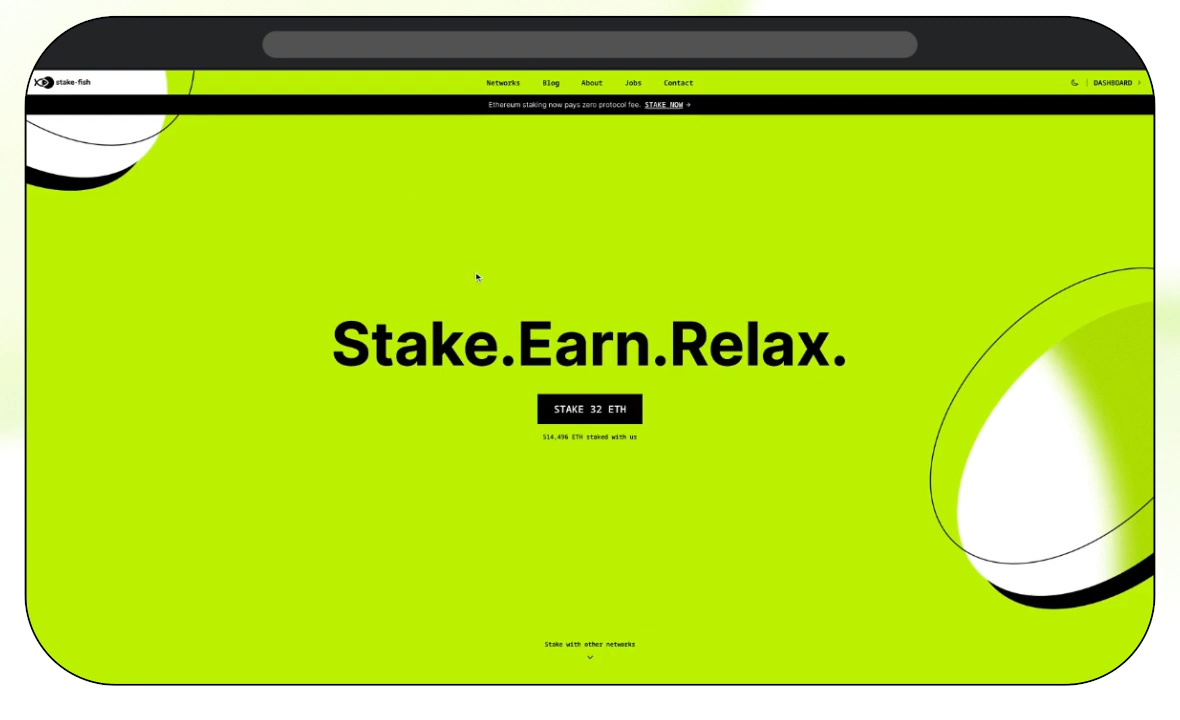 stake·fish
Networks Blog About Jobs Contact
DASHBOARD
Ethereum staking now pays zero protocol fee. STAKE NOW →
Stake.Earn.Relax.
STAKE 32 ETH
514,496 ETH staked with us
Stake with other networks